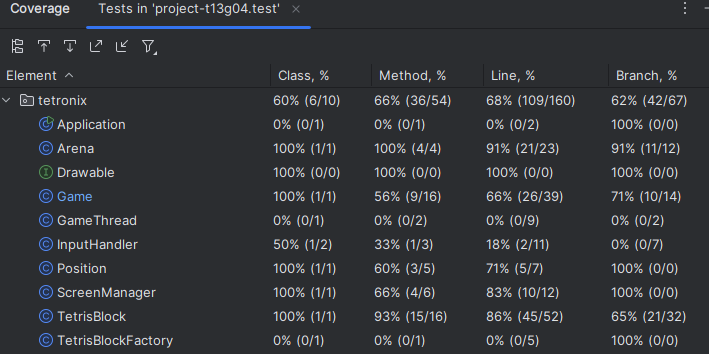 Coverage Tests in 'project-t13g04.test' ×
Element Class, % Method, % Line, % Branch, %
tetronix 60% (6/10) 66% (36/54) 68% (109/160) 62% (42/67)
Application 0% (0/1) 0% (0/1) 0% (0/2) 100% (0/0)
Arena 100% (1/1) 100% (4/4) 91% (21/23) 91% (11/12)
Drawable 100% (0/0) 100% (0/0) 100% (0/0) 100% (0/0)
Game 100% (1/1) 56% (9/16) 66% (26/39) 71% (10/14)
GameThread 0% (0/1) 0% (0/2) 0% (0/9) 0% (0/2)
InputHandler 50% (1/2) 33% (1/3) 18% (2/11) 0% (0/7)
Position 100% (1/1) 60% (3/5) 71% (5/7) 100% (0/0)
ScreenManager 100% (1/1) 66% (4/6) 83% (10/12) 100% (0/0)
TetrisBlock 100% (1/1) 93% (15/16) 86% (45/52) 65% (21/32)
TetrisBlockFactory 0% (0/1) 0% (0/1) 0% (0/5) 100% (0/0)